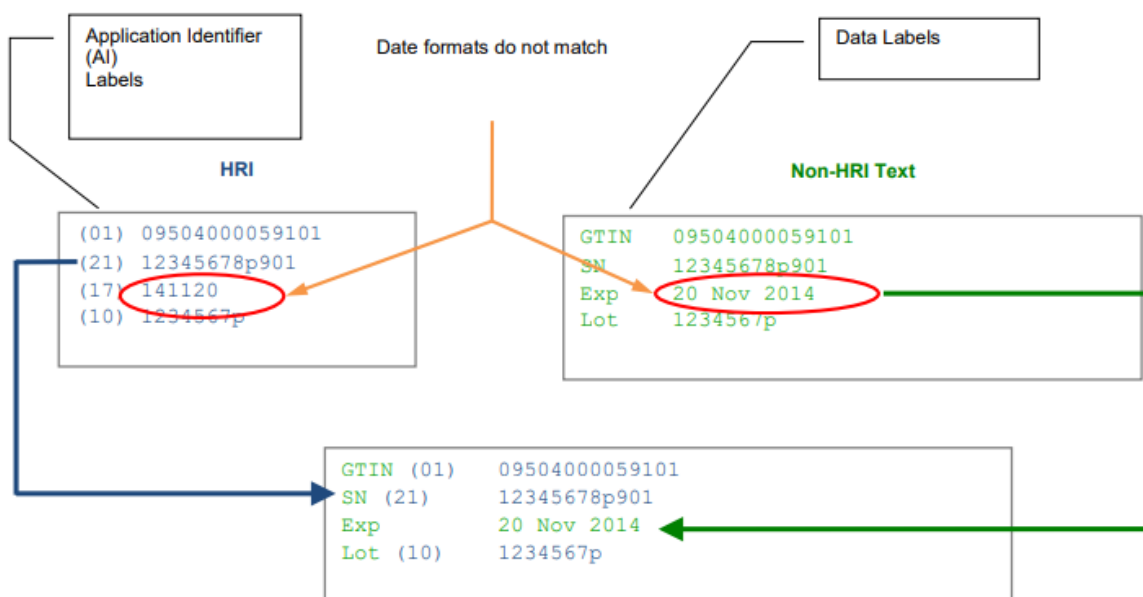 Application Identifier
(AI)
Labels
Date formats do not match
Data Labels
HRI
Non-HRI Text
(01) 09504000059101
(21) 12345678p901
(17) 141120
(10) 1234567p
GTIN 09504000059101
SN 12345678p901
Exp 20 Nov 2014
Lot 1234567p
GTIN (01) 09504000059101
SN (21) 12345678p901
Exp 20 Nov 2014
Lot (10) 1234567p